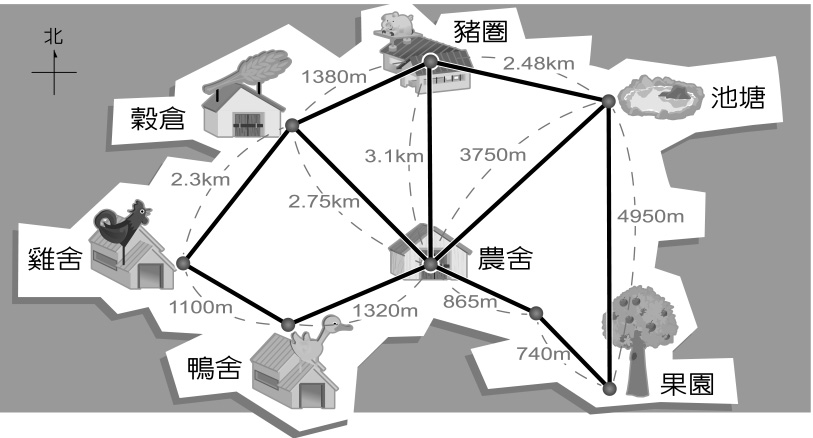 豬圈
北
1380m
2.48km
穀倉
池塘
3.1km
3750m
2.3km
2.75km
4950m
雞舍
農舍
1100m
1320m
865m
鴨舍
740m
果園